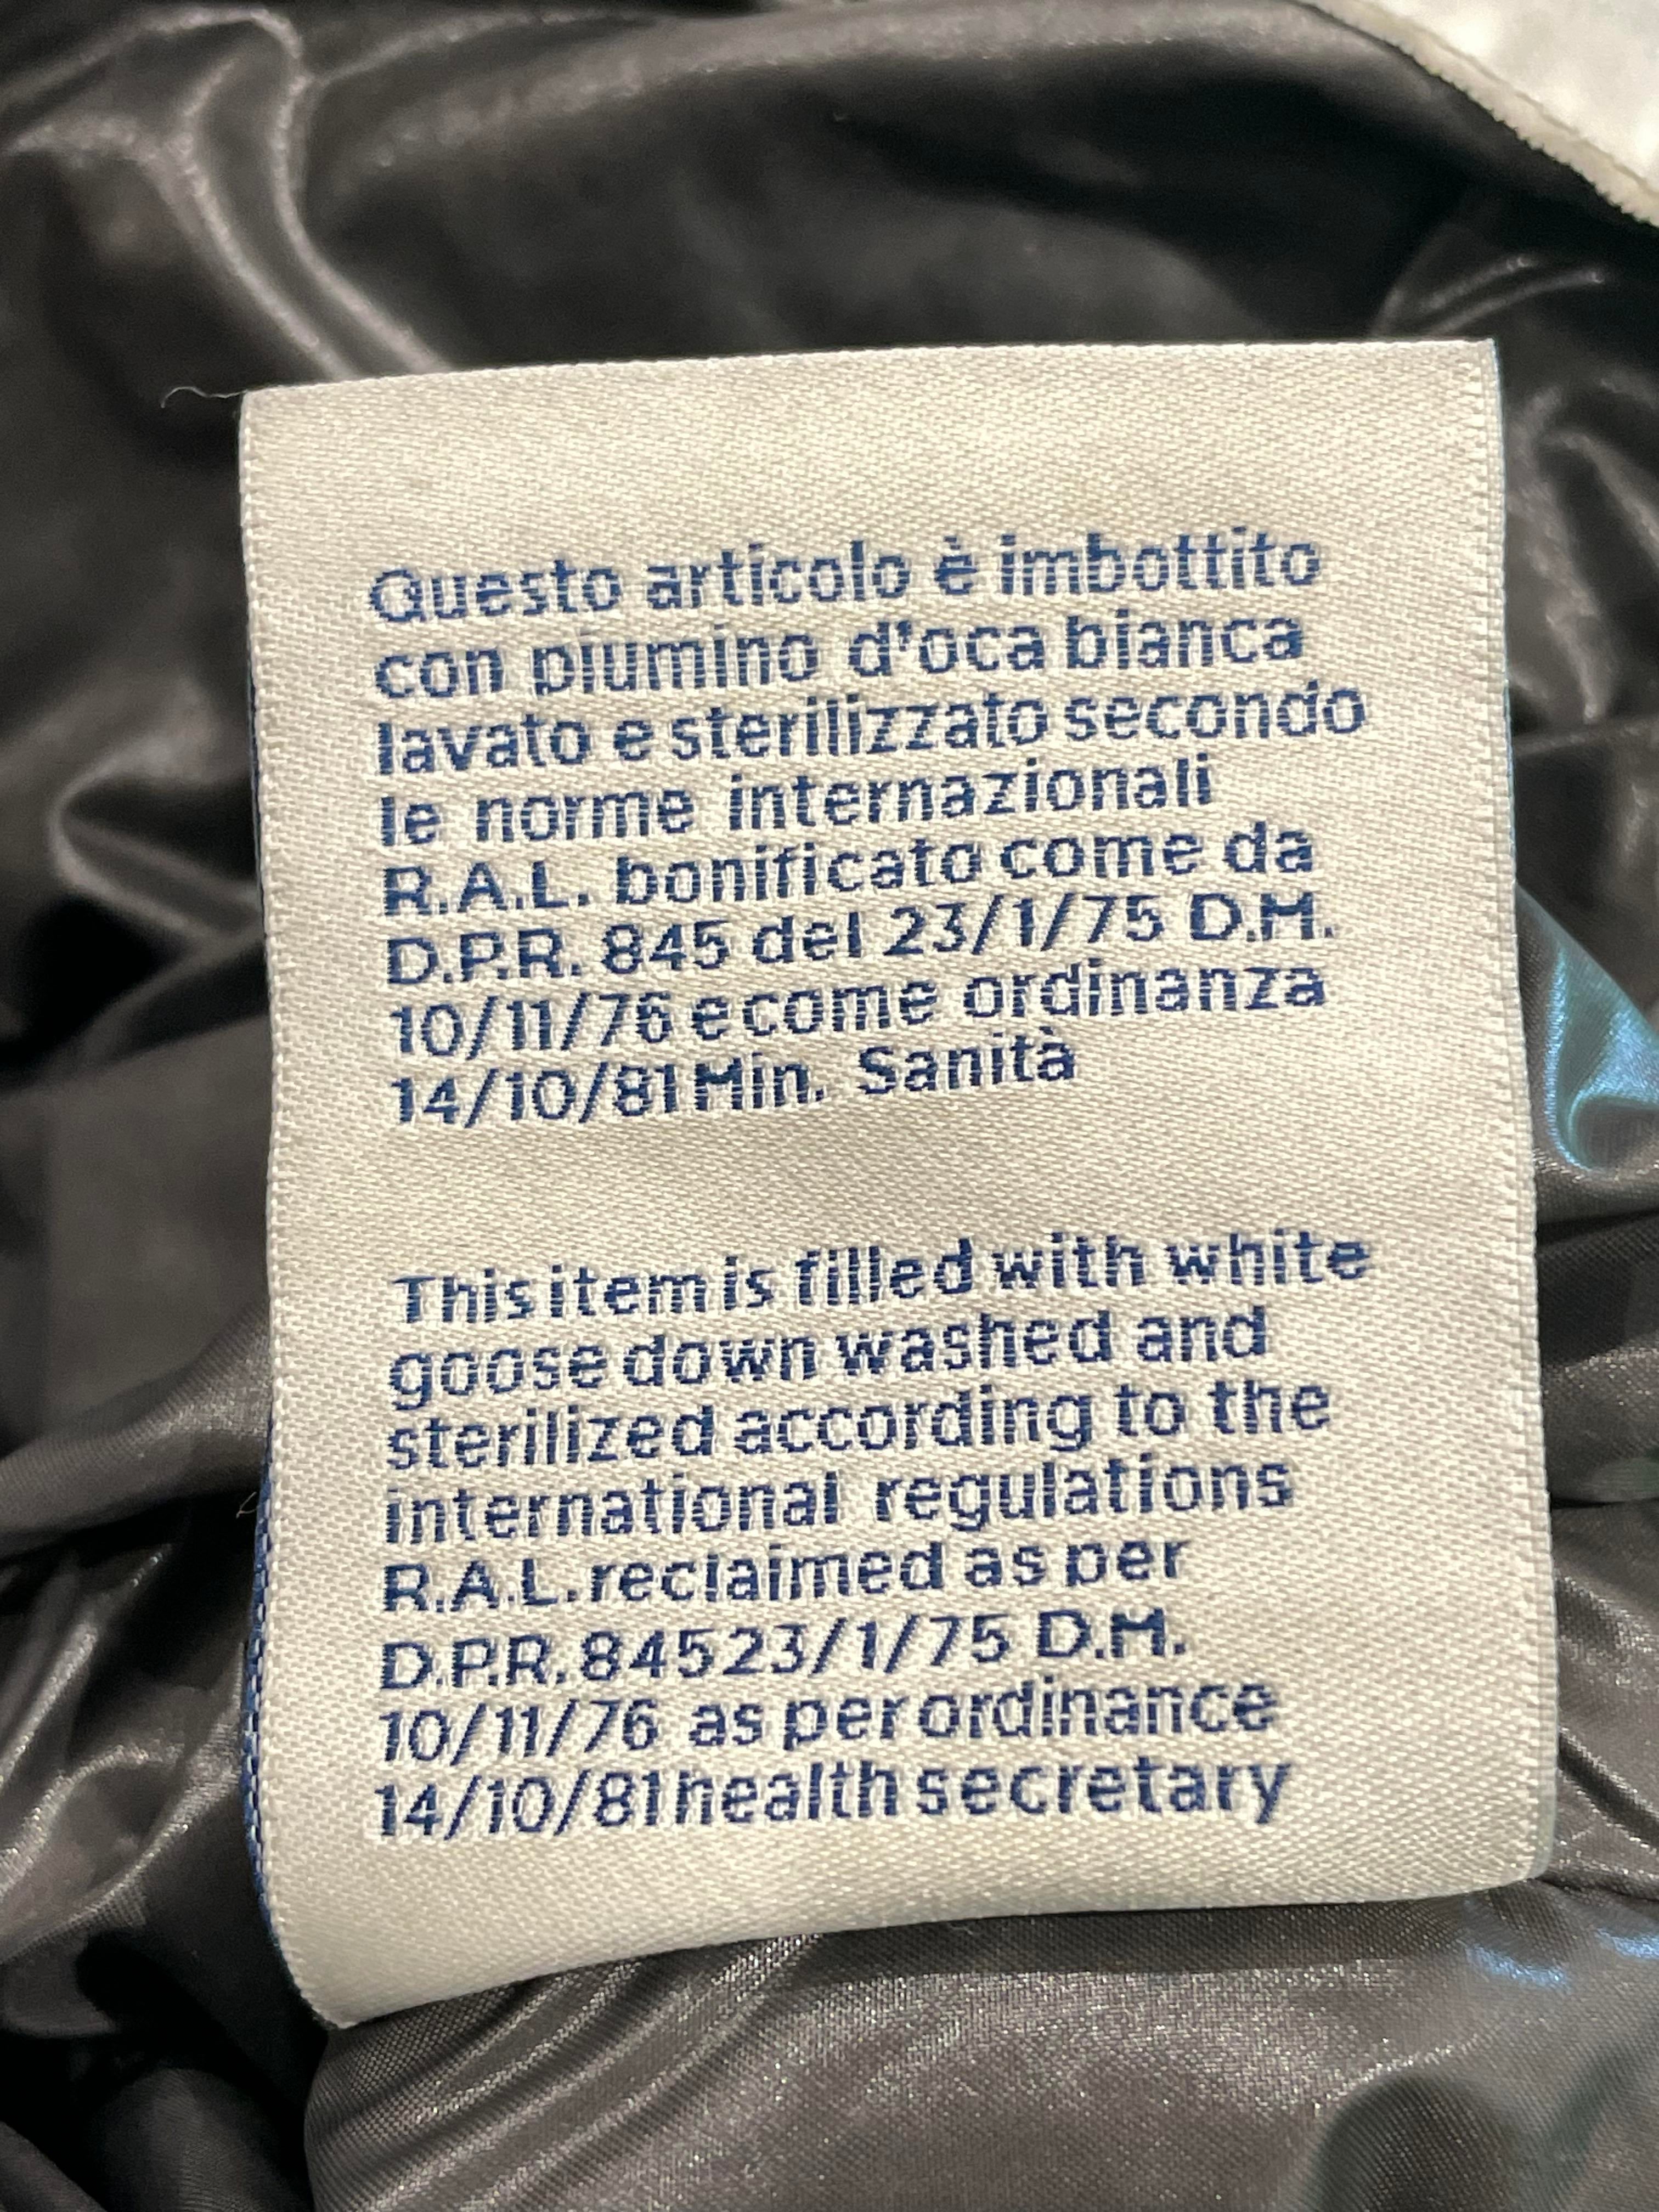 Questo articolo è imbottito
con piumino d'oca bianca
lavato e sterilizzato secondo
le norme internazionali
R.A.L. bonificato come da
D.P.R. 845 del 23/1/75 D.M.
10/11/76 e come ordinanza
14/10/81 Min. Sanità
This item is filled with white
goose down washed and
sterilized according to the
international regulations
R.A.L. reclaimed as per
D.P.R. 845 23/1/75 D.M.
10/11/76 as per ordinance
14/10/81 health secretary